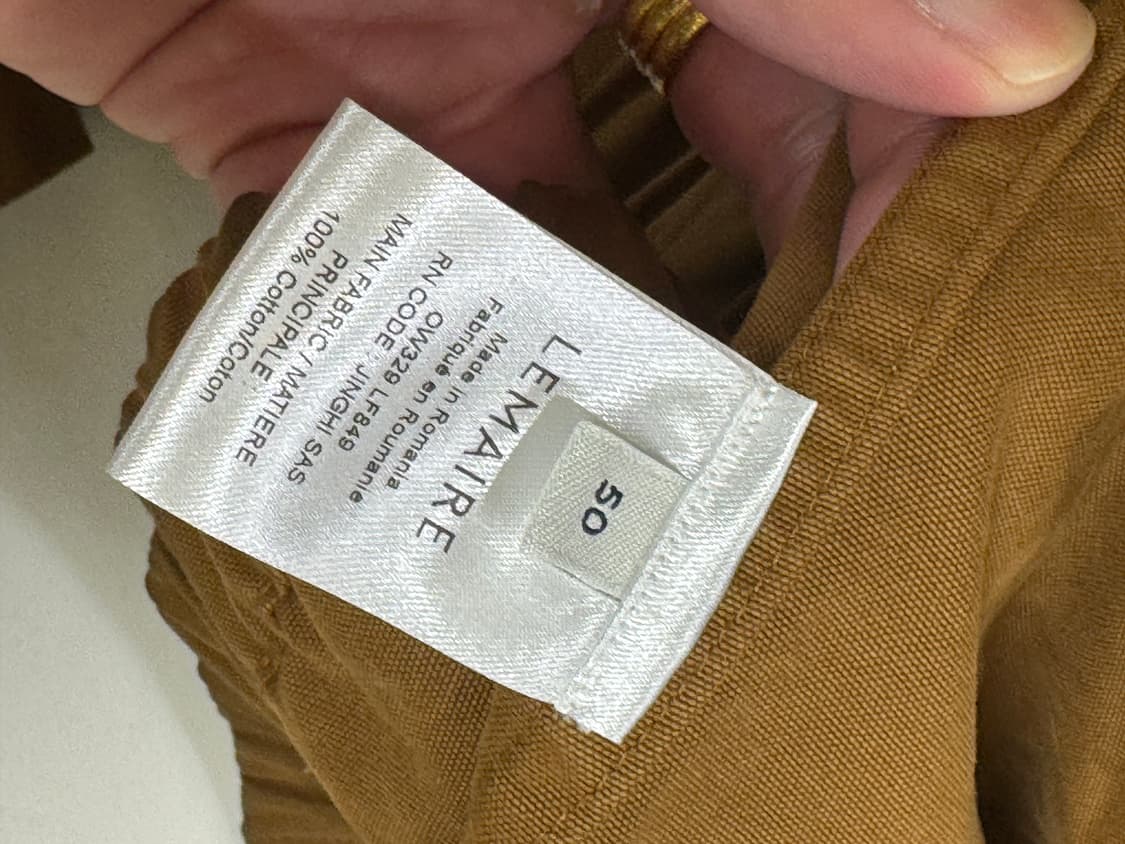 50
LEMAIRE
Made in Romania
Fabriqué en Roumanie
OW329 LF849
RN CODE : JINGHI SAS
MAIN FABRIC / MATIERE
PRINCIPALE
100% Cotton/Coton